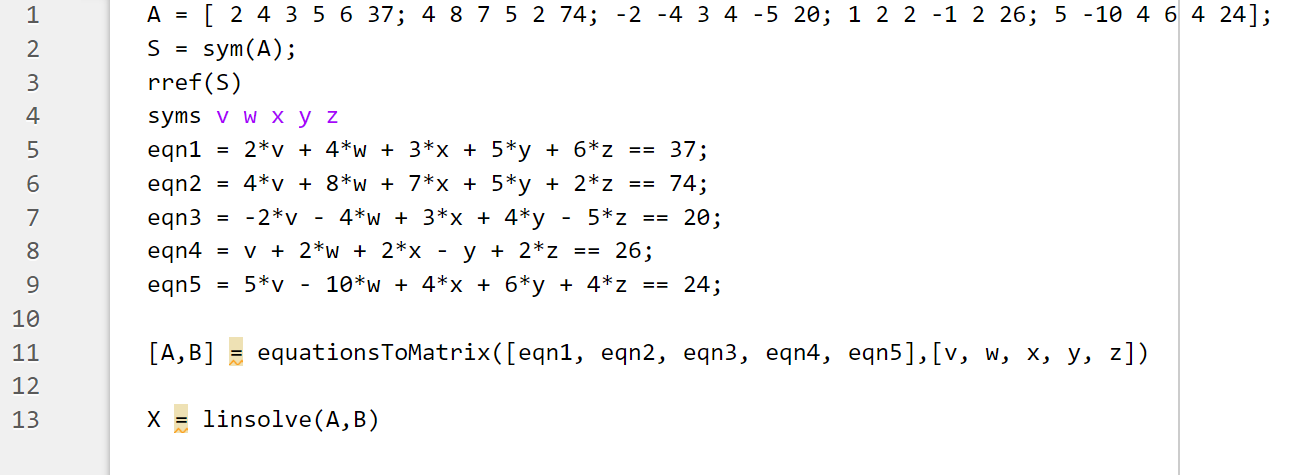 1 A = [ 2 4 3 5 6 37; 4 8 7 5 2 74; -2 -4 3 4 -5 20; 1 2 2 -1 2 26; 5 -10 4 6 4 24];
2 S = sym(A);
3 rref(S)
4 syms v w x y z
5 eqn1 = 2*v + 4*w + 3*x + 5*y + 6*z == 37;
6 eqn2 = 4*v + 8*w + 7*x + 5*y + 2*z == 74;
7 eqn3 = -2*v - 4*w + 3*x + 4*y - 5*z == 20;
8 eqn4 = v + 2*w + 2*x - y + 2*z == 26;
9 eqn5 = 5*v - 10*w + 4*x + 6*y + 4*z == 24;
10
11 [A,B] = equationsToMatrix([eqn1, eqn2, eqn3, eqn4, eqn5],[v, w, x, y, z])
12
13 X = linsolve(A,B)